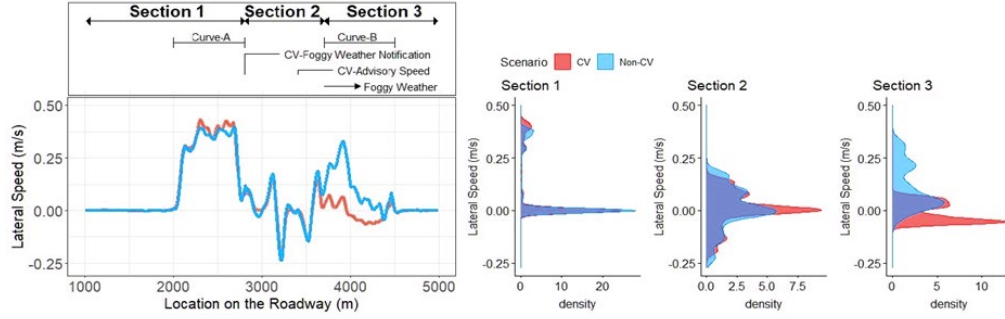 Section 1 Section 2 Section 3
Curve-A Curve-B
CV-Foggy Weather Notification
CV-Advisory Speed
Foggy Weather
Lateral Speed (m/s)
0.50
0.25
0.00
-0.25
1000 2000 3000 4000 5000
Location on the Roadway (m)
Scenario CV Non-CV
Section 1
Lateral Speed (m/s)
0.50
0.25
0.00
-0.25
0 10 20
density
Section 2
Lateral Speed (m/s)
0.50
0.25
0.00
-0.25
0.0 2.5 5.0 7.5
density
Section 3
Lateral Speed (m/s)
0.50
0.25
0.00
-0.25
0 5 10
density